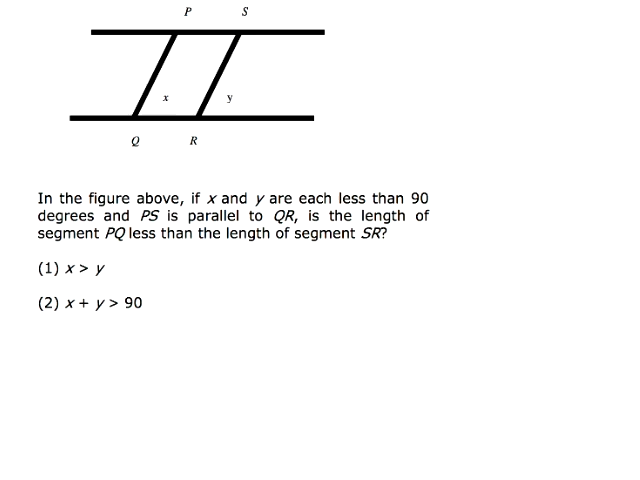 P S
x y
Q R
In the figure above, if x and y are each less than 90
degrees and PS is parallel to QR, is the length of
segment PQ less than the length of segment SR?
(1) x > y
(2) x + y > 90